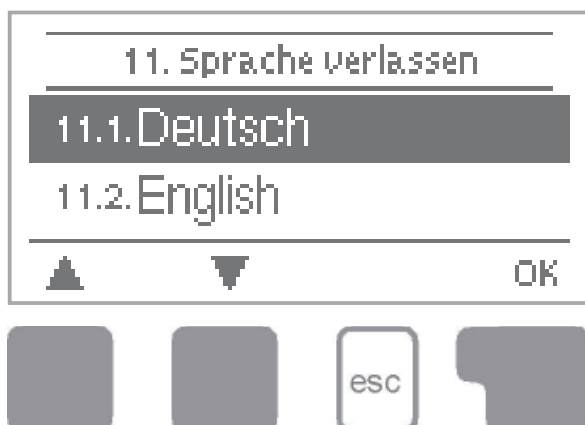 11. Sprache verlassen
11.1. Deutsch
11.2. English
OK
esc